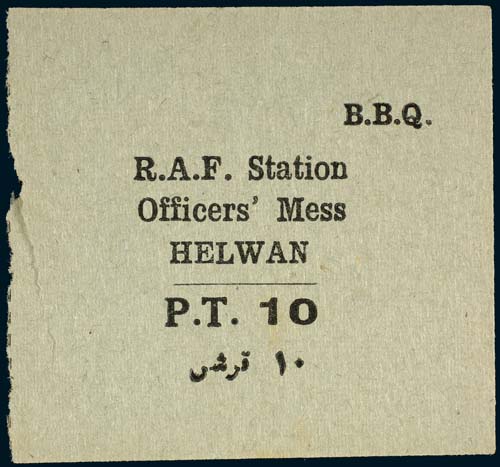 B.B.Q.
R.A.F. Station
Officers' Mess
HELWAN
P.T. 10
١٠ قرش